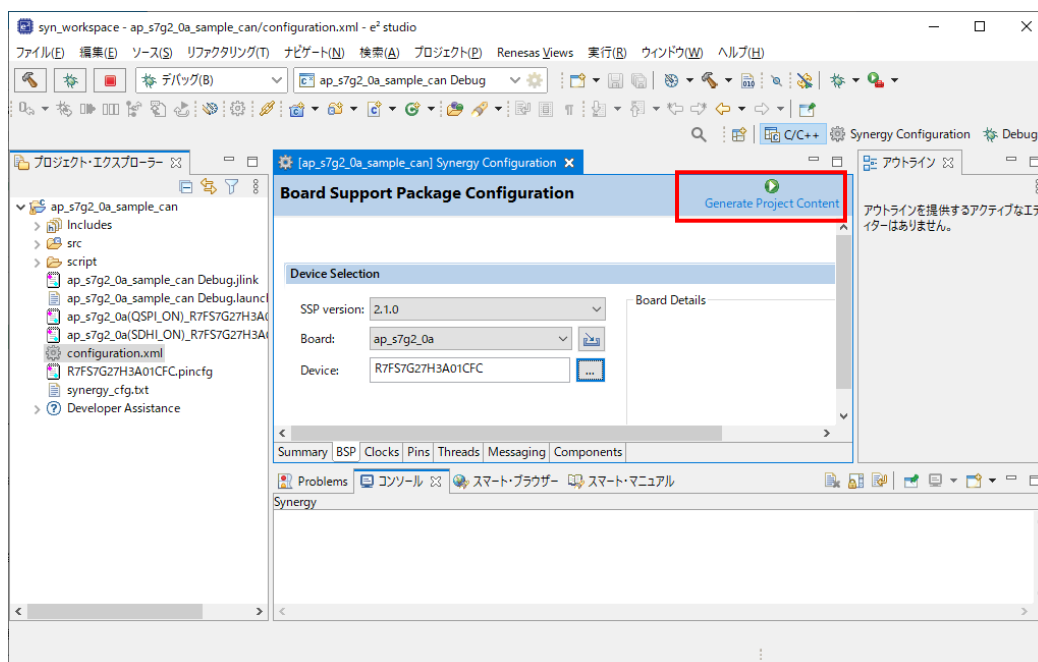 syn_workspace - ap_s7g2_0a_sample_can/configuration.xml - e² studio
ファイル(F) 編集(E) ソース(S) リファクタリング(T) ナビゲート(N) 検索(A) プロジェクト(P) Renesas Views 実行(R) ウィンドウ(W) ヘルプ(H)
デバッグ(B)
ap_s7g2_0a_sample_can Debug
C/C++
Synergy Configuration
Debug
プロジェクト・エクスプローラー
ap_s7g2_0a_sample_can
Includes
src
script
ap_s7g2_0a_sample_can Debug.jlink
ap_s7g2_0a_sample_can Debug.launcl
ap_s7g2_0a(QSPI_ON)_R7FS7G27H3A(
ap_s7g2_0a(SDHI_ON)_R7FS7G27H3A(
configuration.xml
R7FS7G27H3A01CFC.pincfg
synergy_cfg.txt
Developer Assistance
[ap_s7g2_0a_sample_can] Synergy Configuration
Board Support Package Configuration
Generate Project Content
Device Selection
SSP version: 2.1.0
Board: ap_s7g2_0a
Device: R7FS7G27H3A01CFC
...
Board Details
Summary BSP Clocks Pins Threads Messaging Components
アウトライン
アウトラインを提供するアクティブなエデ
ィターはありません。
Problems コンソール スマート・ブラウザー スマート・マニュアル
Synergy